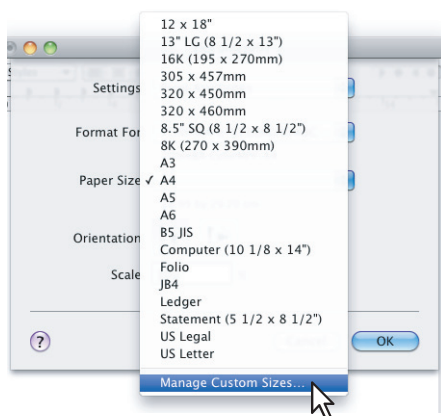 12 x 18"
13" LG (8 1/2 x 13")
16K (195 x 270mm)
305 x 457mm
Settings
320 x 450mm
320 x 460mm
Format For
8.5" SQ (8 1/2 x 8 1/2")
8K (270 x 390mm)
A3
Paper Size ✓ A4
A5
A6
Orientation
B5 JIS
Computer (10 1/8 x 14")
Scale
Folio
JB4
Ledger
Statement (5 1/2 x 8 1/2")
US Legal
US Letter
? OK
Manage Custom Sizes...